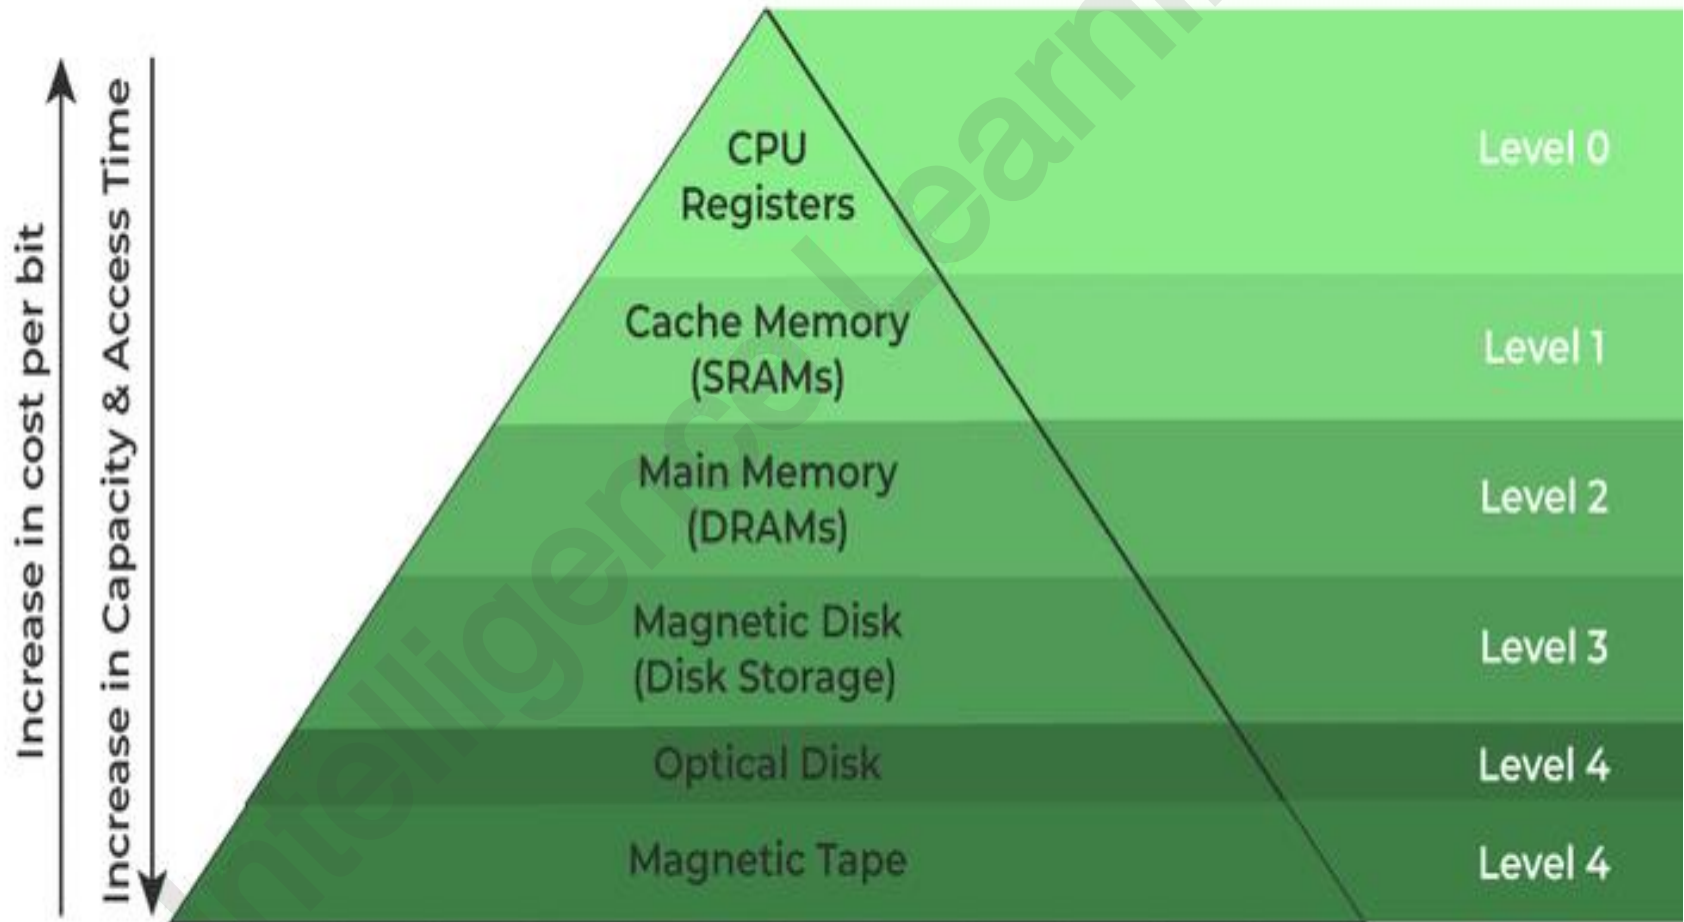 Increase in cost per bit
Increase in Capacity & Access Time
CPU
Registers
Level 0
Cache Memory
(SRAMs)
Level 1
Main Memory
(DRAMs)
Level 2
Magnetic Disk
(Disk Storage)
Level 3
Optical Disk
Level 4
Magnetic Tape
Level 4
Intelligence Learni